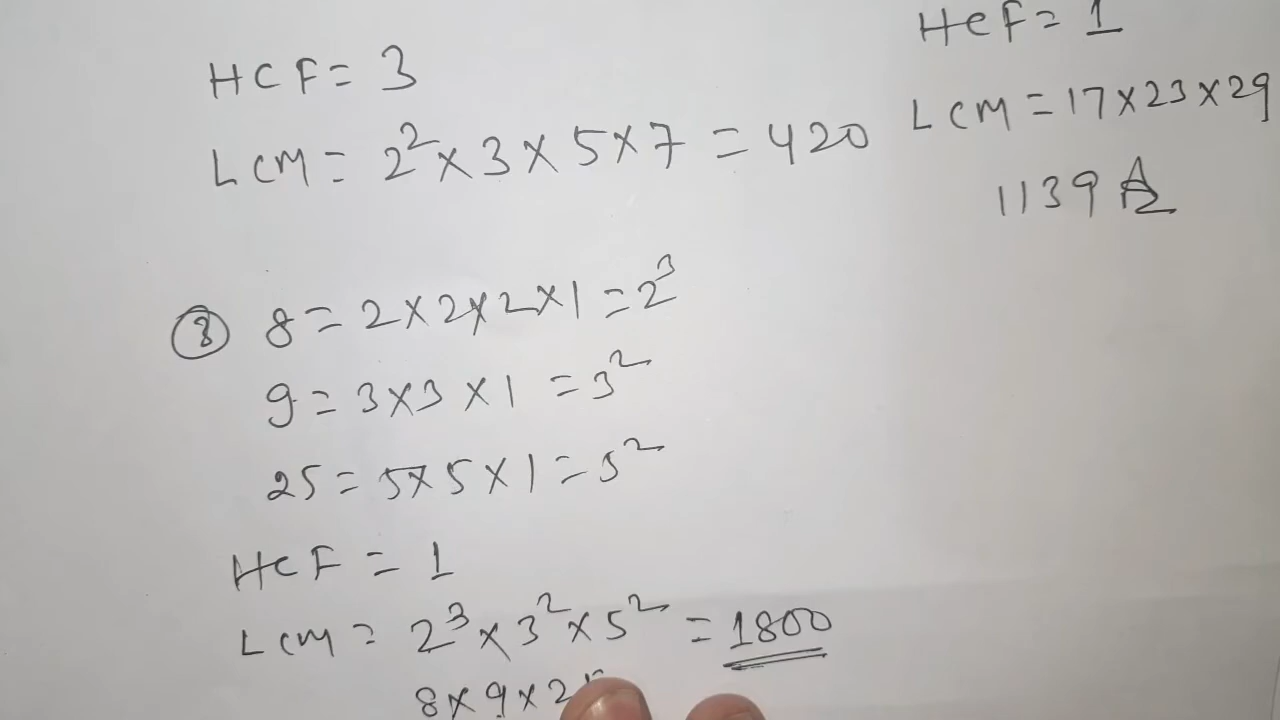 HCF = 3
LCM = 2² × 3 × 5 × 7 = 420
HCF = 1
LCM = 17 × 23 × 29
1139 A
③ 8 = 2 × 2 × 2 × 1 = 2³
9 = 3 × 3 × 1 = 3²
25 = 5 × 5 × 1 = 5²
HCF = 1
LCM = 2³ × 3² × 5² = 1800
8 × 9 × 2